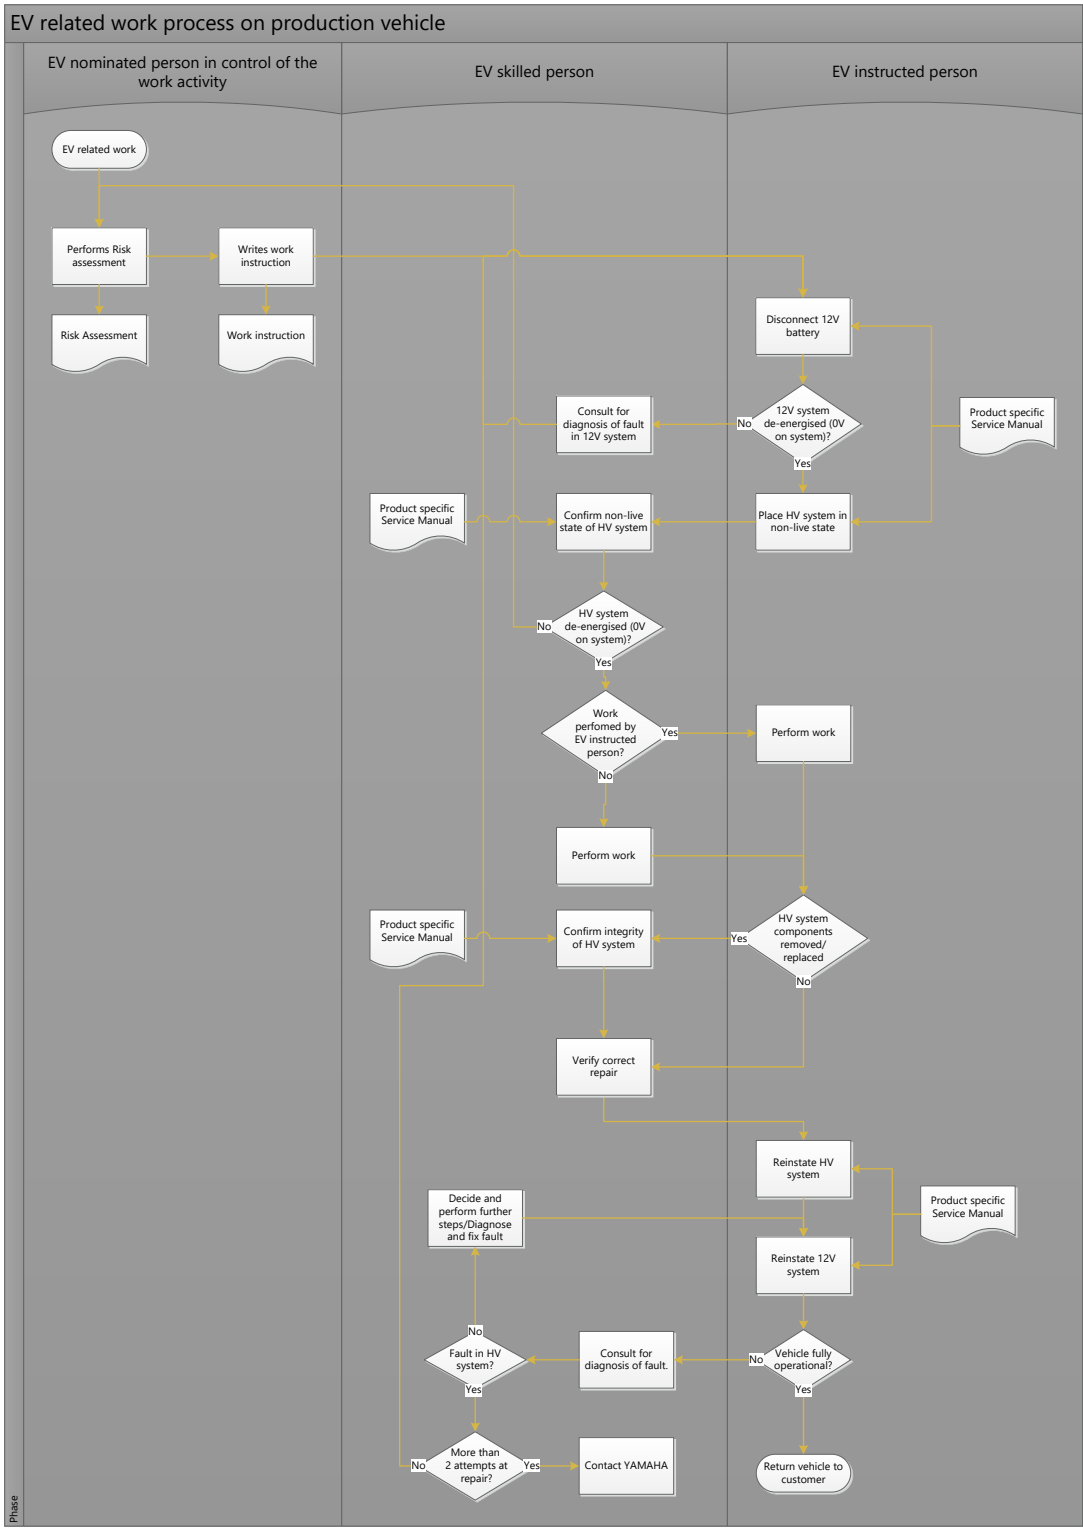 EV related work process on production vehicle
EV nominated person in control of the
work activity
EV skilled person
EV instructed person
EV related work
Performs Risk
assessment
Writes work
instruction
Risk Assessment
Work instruction
Disconnect 12V
battery
Consult for
diagnosis of fault
in 12V system
No
12V system
de-energised (0V
on system)?
Yes
Product specific
Service Manual
Product specific
Service Manual
Confirm non-live
state of HV system
Place HV system in
non-live state
HV system
de-energised (0V
on system)?
No
Yes
Work
perfomed by
EV instructed
person?
Yes
No
Perform work
Perform work
Product specific
Service Manual
Confirm integrity
of HV system
Yes
HV system
components
removed/
replaced
No
Verify correct
repair
Reinstate HV
system
Decide and
perform further
steps/Diagnose
and fix fault
Product specific
Service Manual
Reinstate 12V
system
No
Fault in HV
system?
Yes
Consult for
diagnosis of fault.
No
Vehicle fully
operational?
Yes
No
More than
2 attempts at
repair?
Yes
Contact YAMAHA
Return vehicle to
customer
Phase